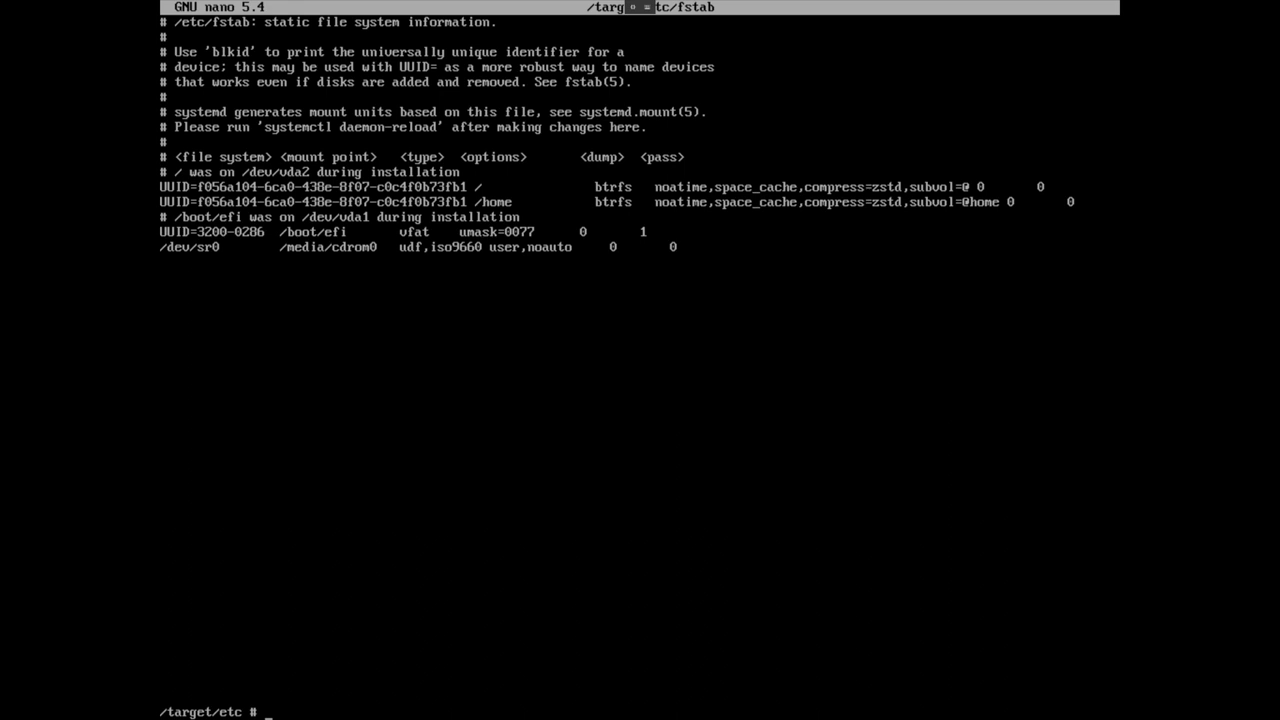 GNU nano 5.4 /targ etc/fstab
# /etc/fstab: static file system information.
#
# Use 'blkid' to print the universally unique identifier for a
# device; this may be used with UUID= as a more robust way to name devices
# that works even if disks are added and removed. See fstab(5).
#
# systemd generates mount units based on this file, see systemd.mount(5).
# Please run 'systemctl daemon-reload' after making changes here.
#
# <file system> <mount point> <type> <options> <dump> <pass>
# / was on /dev/vda2 during installation
UUID=f056a104-6ca0-438e-8f07-c0c4f0b73fb1 / btrfs noatime,space_cache,compress=zstd,subvol=@ 0 0
UUID=f056a104-6ca0-438e-8f07-c0c4f0b73fb1 /home btrfs noatime,space_cache,compress=zstd,subvol=@home 0 0
# /boot/efi was on /dev/vda1 during installation
UUID=3200-0286 /boot/efi vfat umask=0077 0 1
/dev/sr0 /media/cdrom0 udf,iso9660 user,noauto 0 0
/target/etc # _